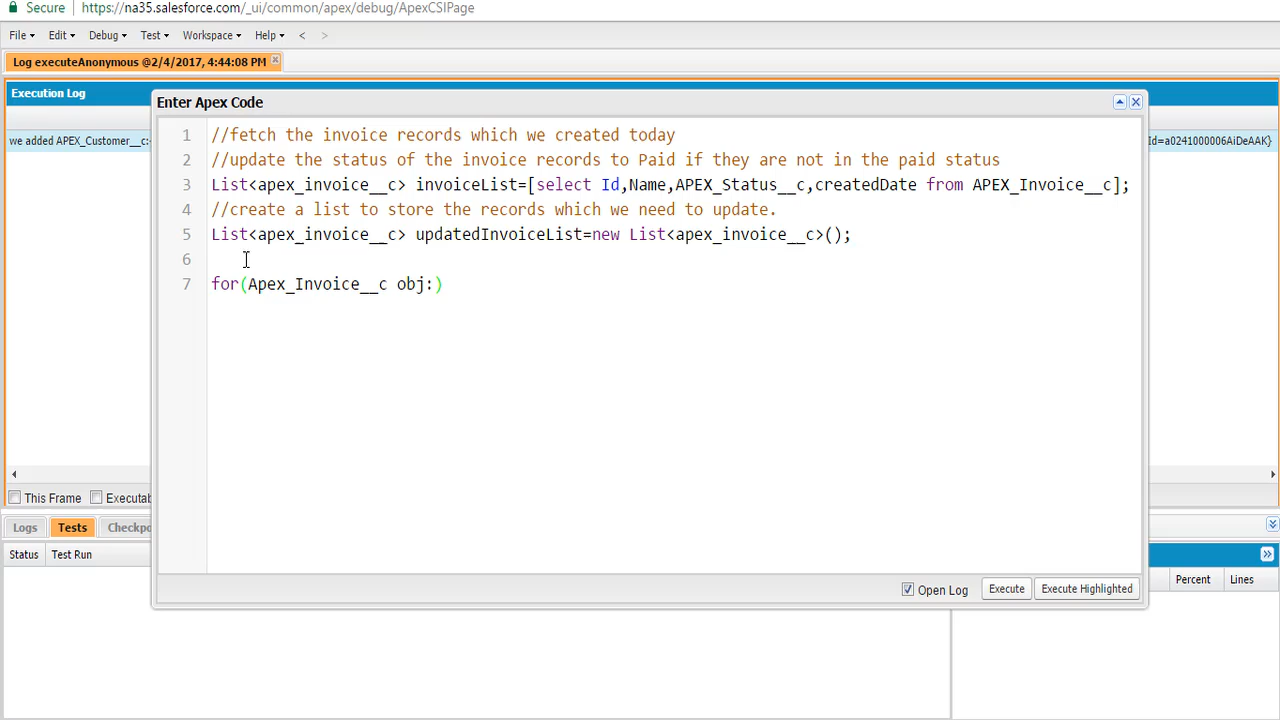 Secure https://na35.salesforce.com/_ui/common/apex/debug/ApexCSIPage
File Edit Debug Test Workspace Help < >
Log executeAnonymous @2/4/2017, 4:44:08 PM
Execution Log
Enter Apex Code
we added APEX_Customer__c: Id=a0241000006AiDeAAK}
1 //fetch the invoice records which we created today
2 //update the status of the invoice records to Paid if they are not in the paid status
3 List<apex_invoice__c> invoiceList=[select Id,Name,APEX_Status__c,createdDate from APEX_Invoice__c];
4 //create a list to store the records which we need to update.
5 List<apex_invoice__c> updatedInvoiceList=new List<apex_invoice__c>();
6
7 for(Apex_Invoice__c obj:)
This Frame Executab
Open Log Execute Execute Highlighted
Logs Tests Checkpo
Status Test Run
Percent Lines